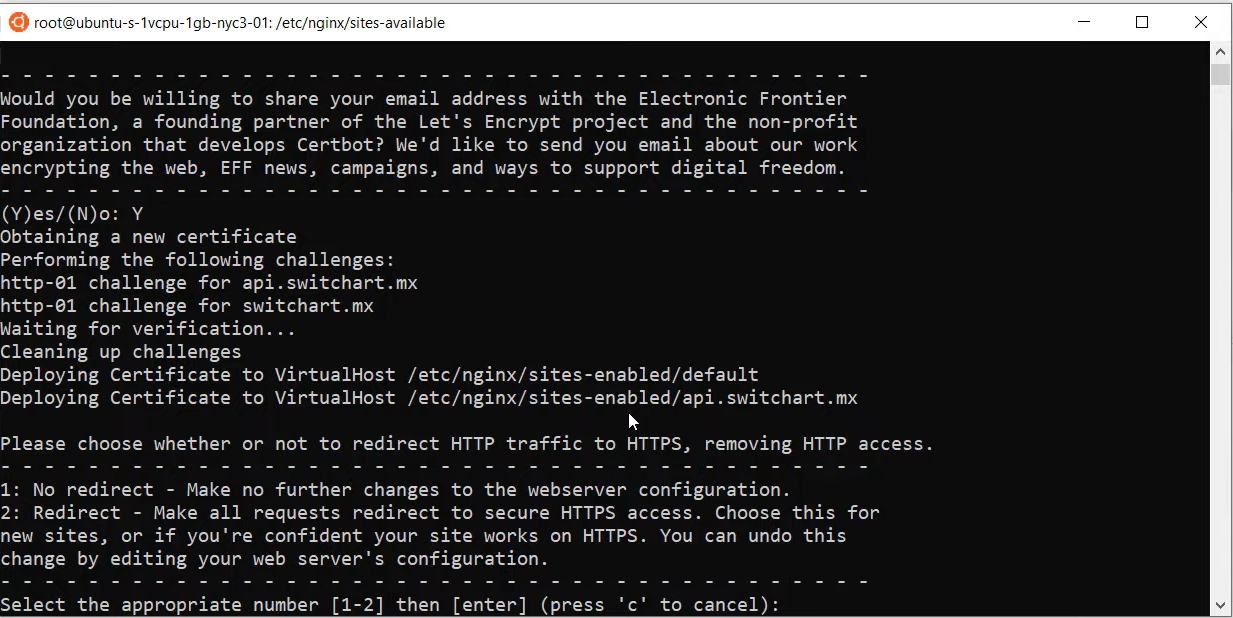 root@ubuntu-s-1vcpu-1gb-nyc3-01: /etc/nginx/sites-available
- - - - - - - - - - - - - - - - - - - - - - - - - - - - - - - - - - - - - - - -
Would you be willing to share your email address with the Electronic Frontier
Foundation, a founding partner of the Let's Encrypt project and the non-profit
organization that develops Certbot? We'd like to send you email about our work
encrypting the web, EFF news, campaigns, and ways to support digital freedom.
- - - - - - - - - - - - - - - - - - - - - - - - - - - - - - - - - - - - - - - -
(Y)es/(N)o: Y
Obtaining a new certificate
Performing the following challenges:
http-01 challenge for api.switchart.mx
http-01 challenge for switchart.mx
Waiting for verification...
Cleaning up challenges
Deploying Certificate to VirtualHost /etc/nginx/sites-enabled/default
Deploying Certificate to VirtualHost /etc/nginx/sites-enabled/api.switchart.mx
Please choose whether or not to redirect HTTP traffic to HTTPS, removing HTTP access.
- - - - - - - - - - - - - - - - - - - - - - - - - - - - - - - - - - - - - - - -
1: No redirect - Make no further changes to the webserver configuration.
2: Redirect - Make all requests redirect to secure HTTPS access. Choose this for
new sites, or if you're confident your site works on HTTPS. You can undo this
change by editing your web server's configuration.
- - - - - - - - - - - - - - - - - - - - - - - - - - - - - - - - - - - - - - - -
Select the appropriate number [1-2] then [enter] (press 'c' to cancel):